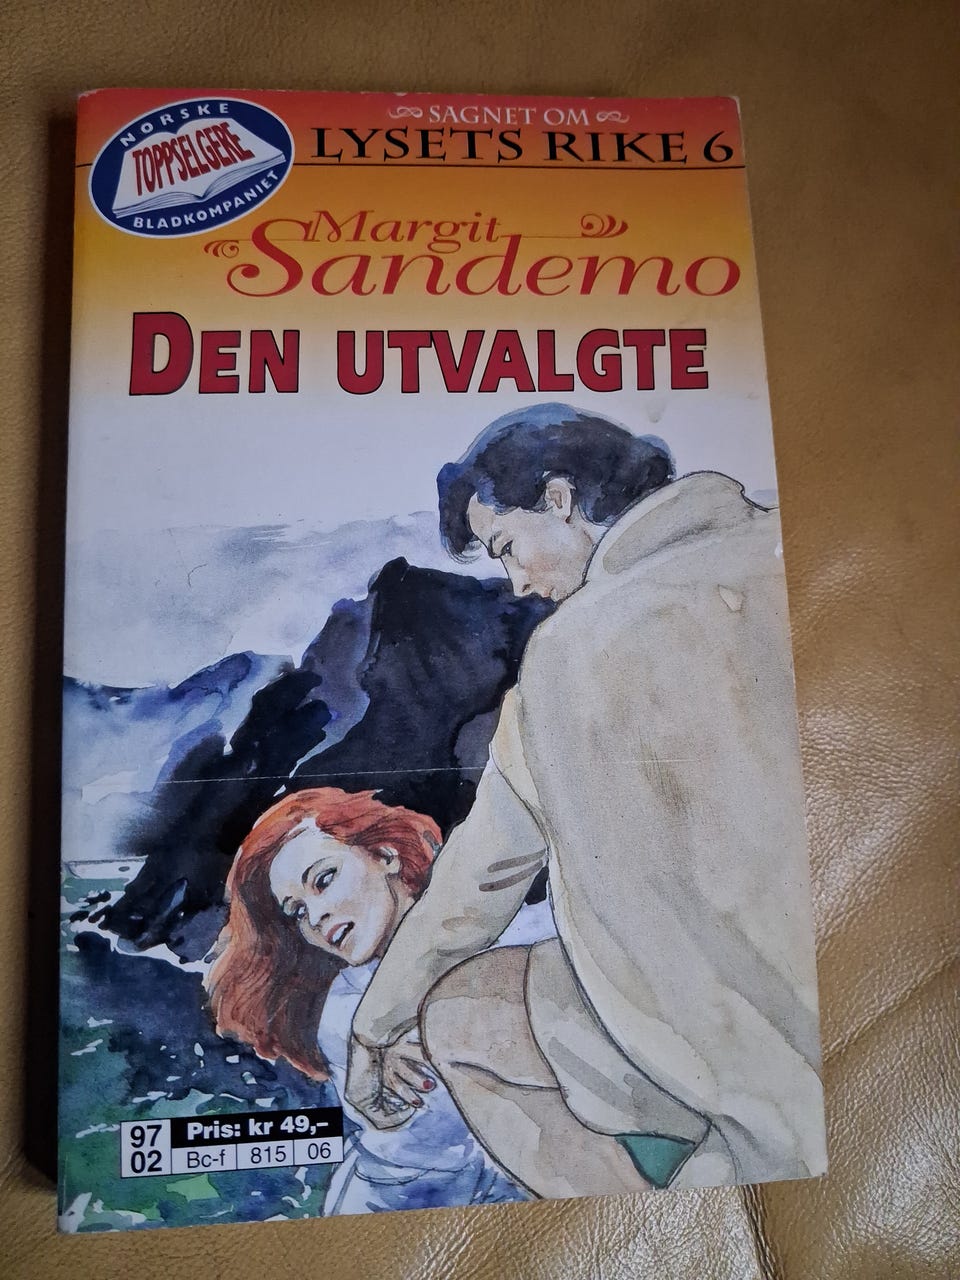 NORSKE
TOPPSELGERE
BLADKOMPANIET
SAGNET OM
LYSETS RIKE 6
Margit
Sandemo
DEN UTVALGTE
97
02
Pris: kr 49,–
Bc-f 815 06